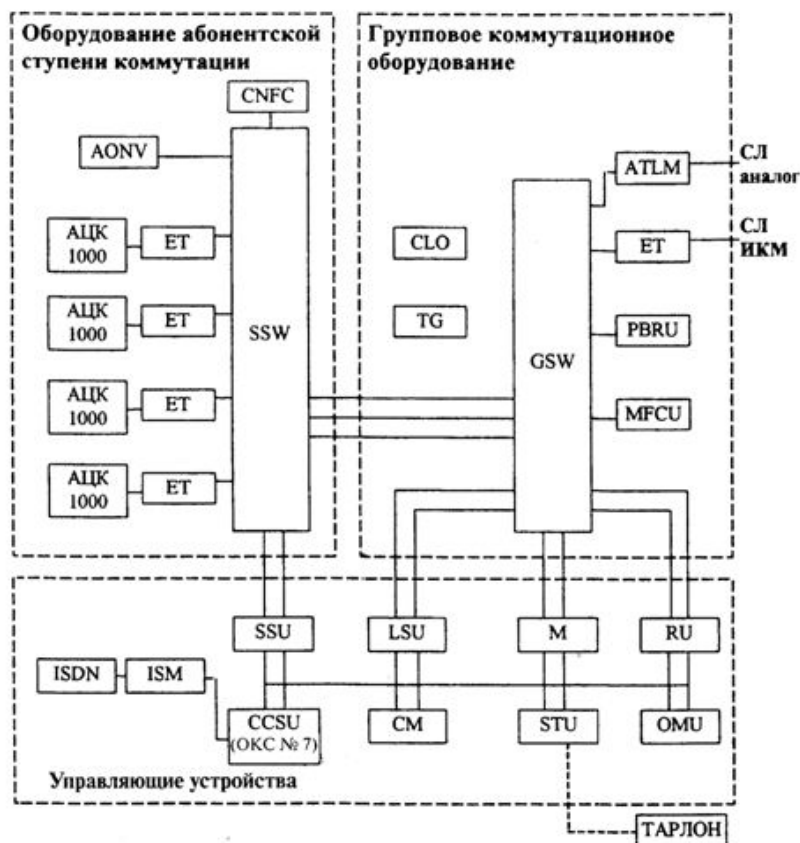 Оборудование абонентской
ступени коммутации
CNFC
AONV
АЦК
1000
ET
АЦК
1000
ET
АЦК
1000
ET
АЦК
1000
ET
SSW
Групповое коммутационное
оборудование
CLO
TG
GSW
ATLM
СЛ
аналог
ET
СЛ
ИКМ
PBRU
MFCU
SSU
LSU
M
RU
ISDN
ISM
CCSU
(ОКС № 7)
CM
STU
OMU
Управляющие устройства
ТАРЛОН